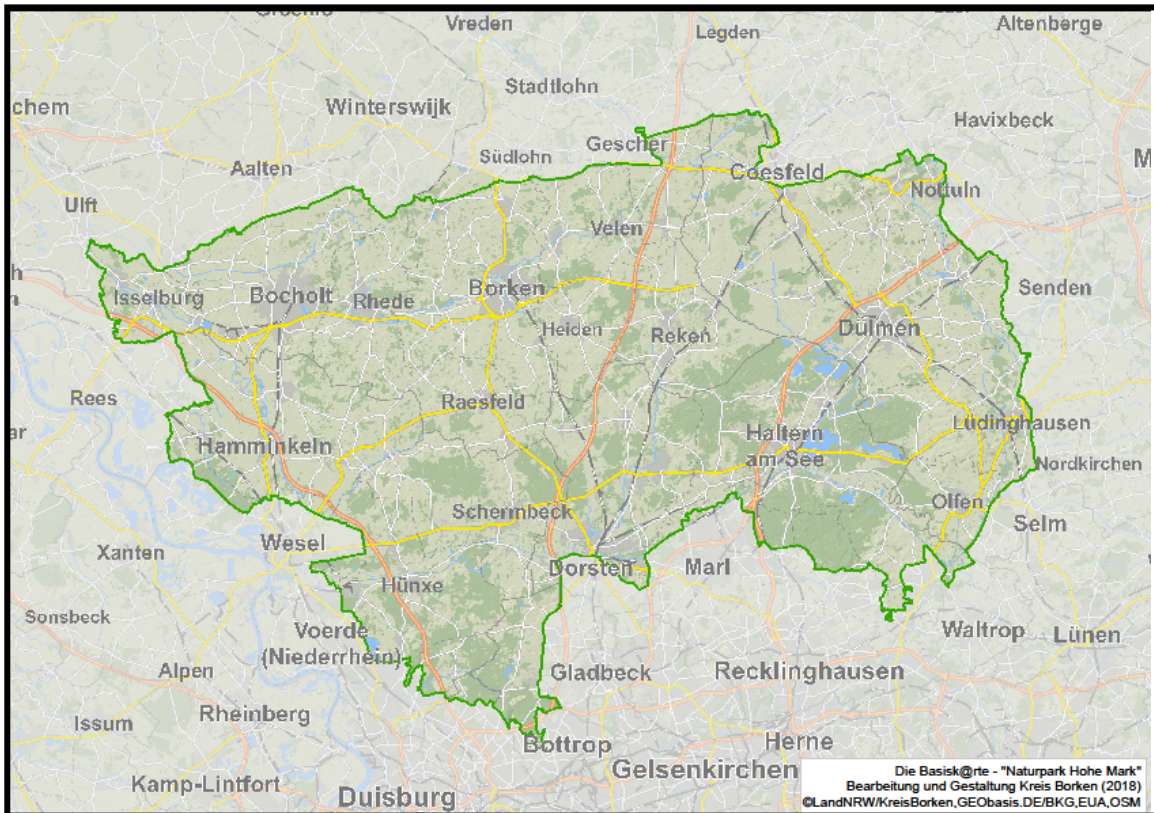 Vreden
Altenberge
Legden
Stadtlohn
chem
Winterswijk
Havixbeck
Gescher
Südlohn
M
Aalten
Coesfeld
Nottuln
Ulft
Velen
h
Senden
n
Isselburg
Bocholt
Rhede
Borken
Heiden
Reken
Dülmen
Rees
Raesfeld
ar
Hamminkeln
Haltern
am See
Lüdinghausen
Nordkirchen
Olfen
Schermbeck
Selm
Xanten
Wesel
Dorsten
Marl
Hünxe
Sonsbeck
Voerde
(Niederrhein)
Waltrop
Lünen
Alpen
Gladbeck
Recklinghausen
Issum
Rheinberg
Bottrop
Herne
Gelsenkirchen
Kamp-Lintfort
Duisburg
Die Basisk@rte - "Naturpark Hohe Mark"
Bearbeitung und Gestaltung Kreis Borken (2018)
©LandNRW/KreisBorken,GEObasis.DE/BKG,EUA,OSM